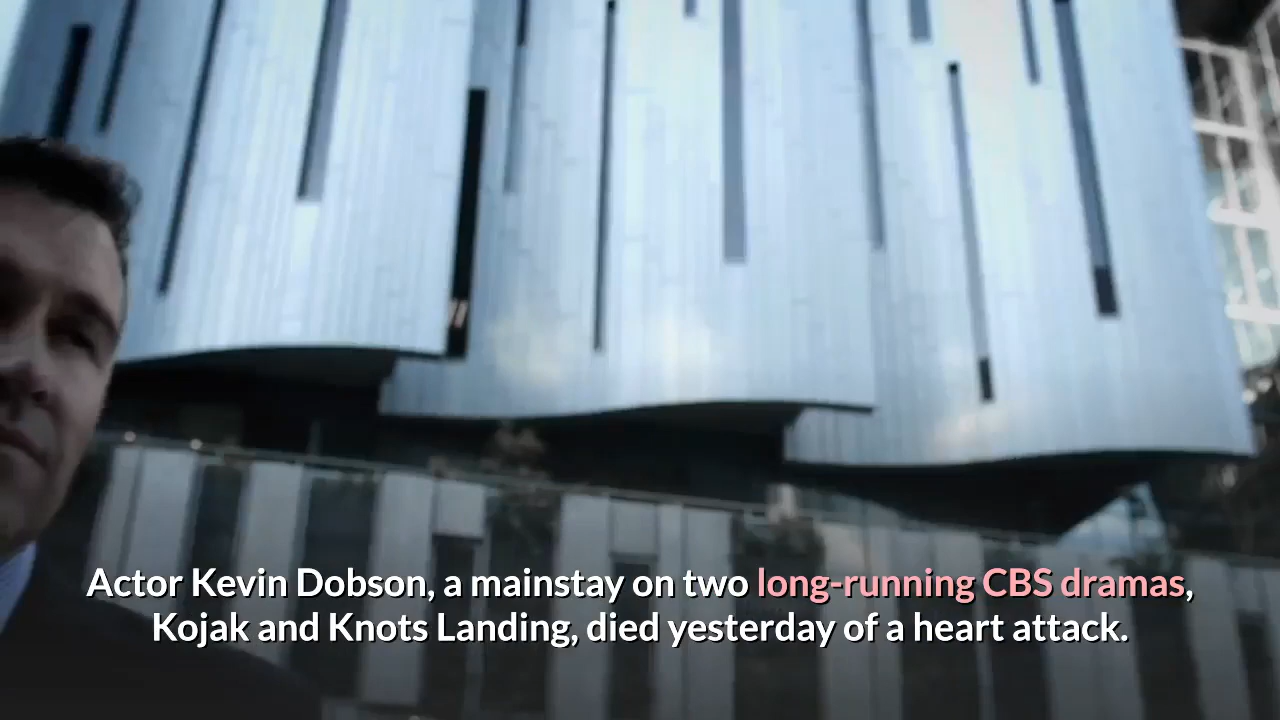 Actor Kevin Dobson, a mainstay on two long-running CBS dramas,
Kojak and Knots Landing, died yesterday of a heart attack.